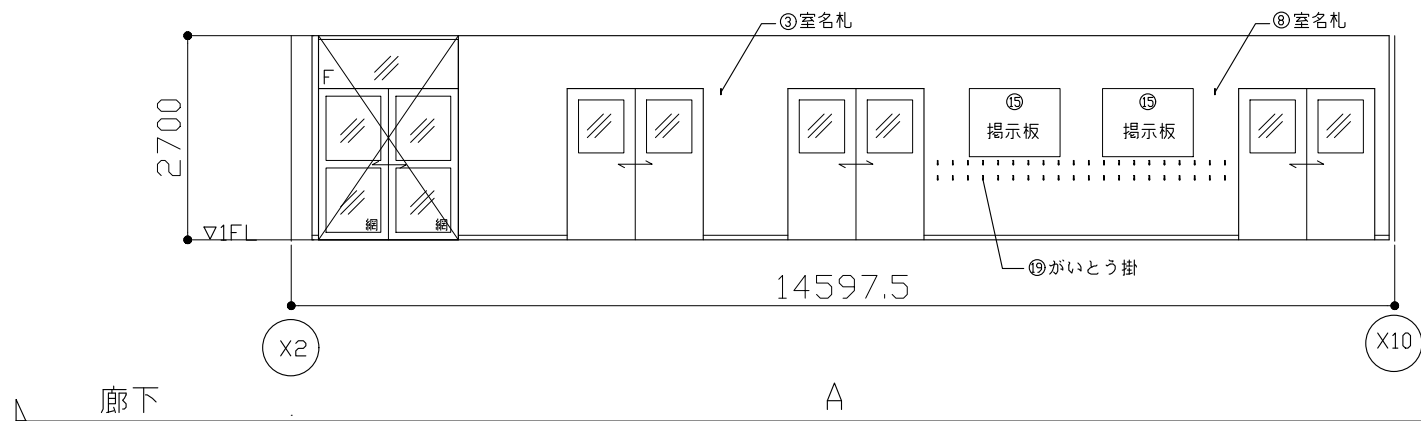 ③室名札
⑧室名札
F
2700
⑮
掲示板
⑮
掲示板
網
網
▽1FL
⑲がいとう掛
14597.5
X2
X10
廊下
A